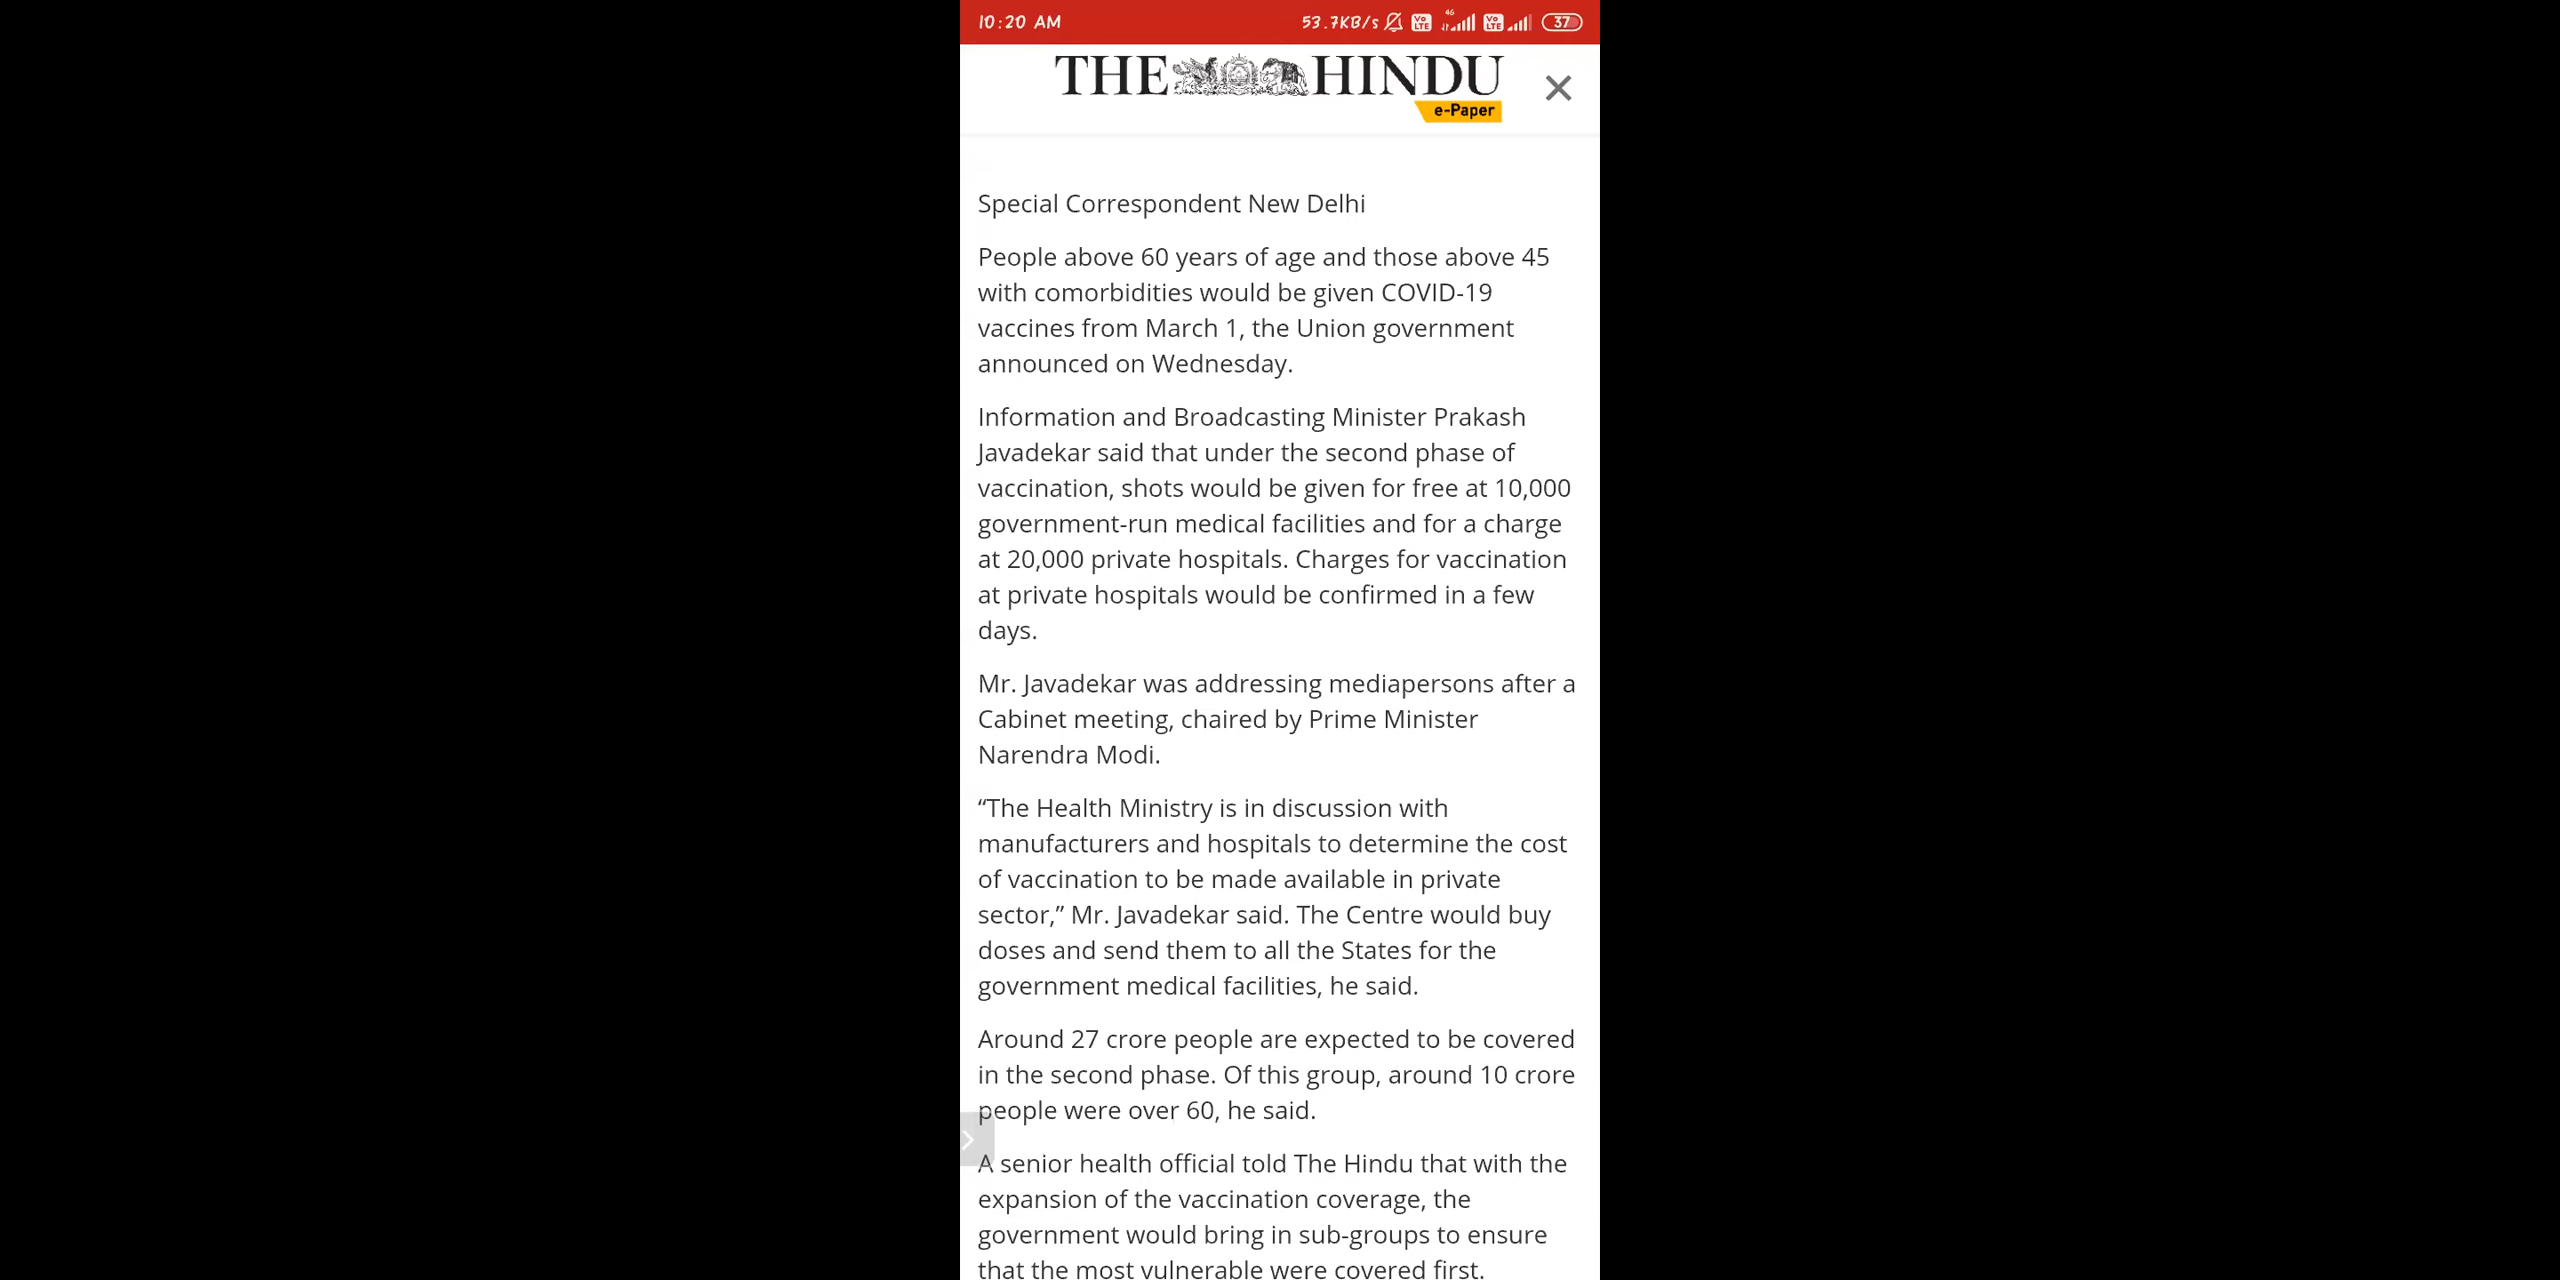 10:20 AM
53.7KB/s
Vo LTE
4G
Vo LTE
37
THE HINDU
e-Paper
Special Correspondent New Delhi
People above 60 years of age and those above 45
with comorbidities would be given COVID-19
vaccines from March 1, the Union government
announced on Wednesday.
Information and Broadcasting Minister Prakash
Javadekar said that under the second phase of
vaccination, shots would be given for free at 10,000
government-run medical facilities and for a charge
at 20,000 private hospitals. Charges for vaccination
at private hospitals would be confirmed in a few
days.
Mr. Javadekar was addressing mediapersons after a
Cabinet meeting, chaired by Prime Minister
Narendra Modi.
“The Health Ministry is in discussion with
manufacturers and hospitals to determine the cost
of vaccination to be made available in private
sector,” Mr. Javadekar said. The Centre would buy
doses and send them to all the States for the
government medical facilities, he said.
Around 27 crore people are expected to be covered
in the second phase. Of this group, around 10 crore
people were over 60, he said.
A senior health official told The Hindu that with the
expansion of the vaccination coverage, the
government would bring in sub-groups to ensure
that the most vulnerable were covered first.